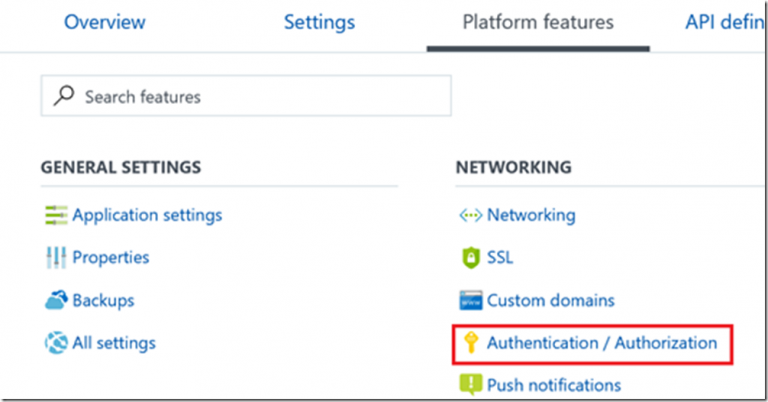 Overview Settings Platform features API defin
Search features
GENERAL SETTINGS
Application settings
Properties
Backups
All settings
NETWORKING
Networking
SSL
www
Custom domains
Authentication / Authorization
Push notifications